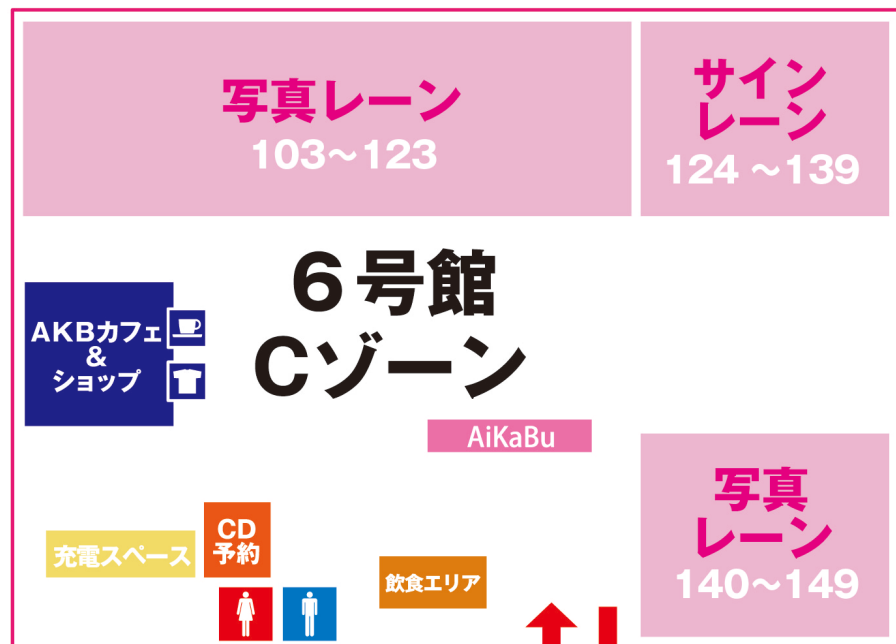 写真レーン
103～123
サイン
レーン
124～139
6号館
Cゾーン
AKBカフェ
&
ショップ
AiKaBu
写真
レーン
140～149
CD
予約
充電スペース
飲食エリア